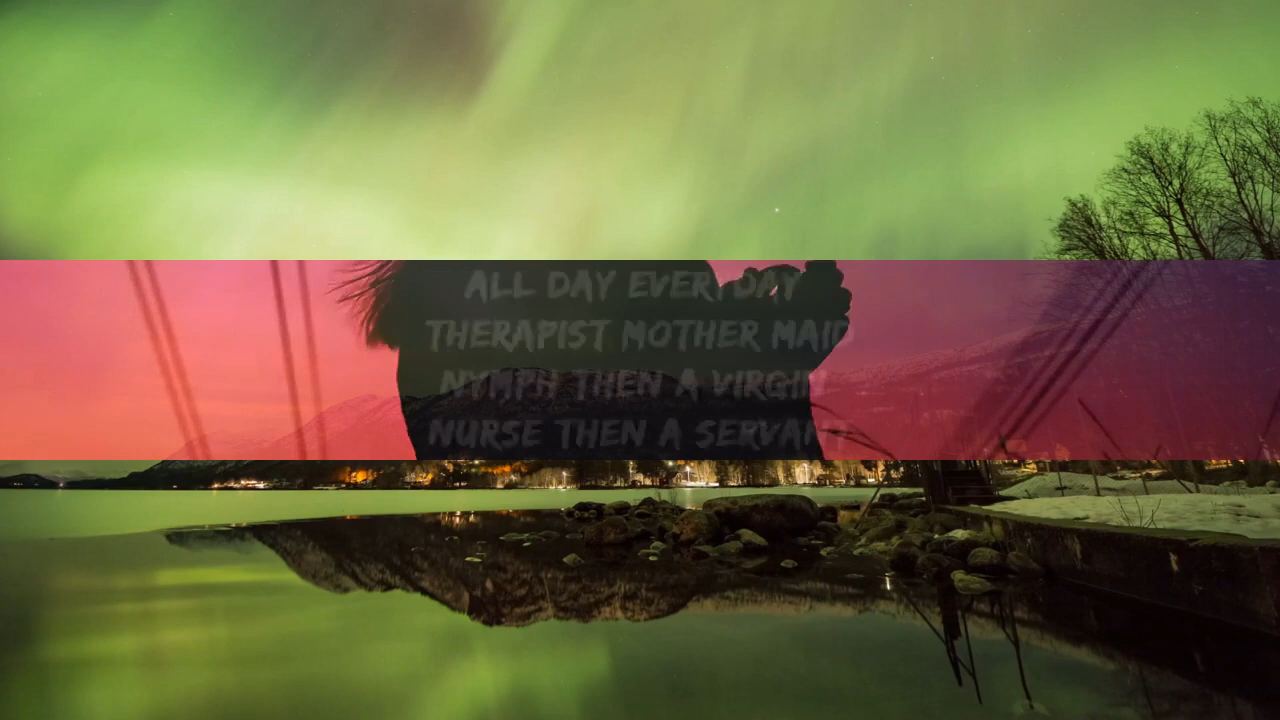 ALL DAY EVERYDAY
THERAPIST MOTHER MAID
NYMPH THEN A VIRGIN
NURSE THEN A SERVANT